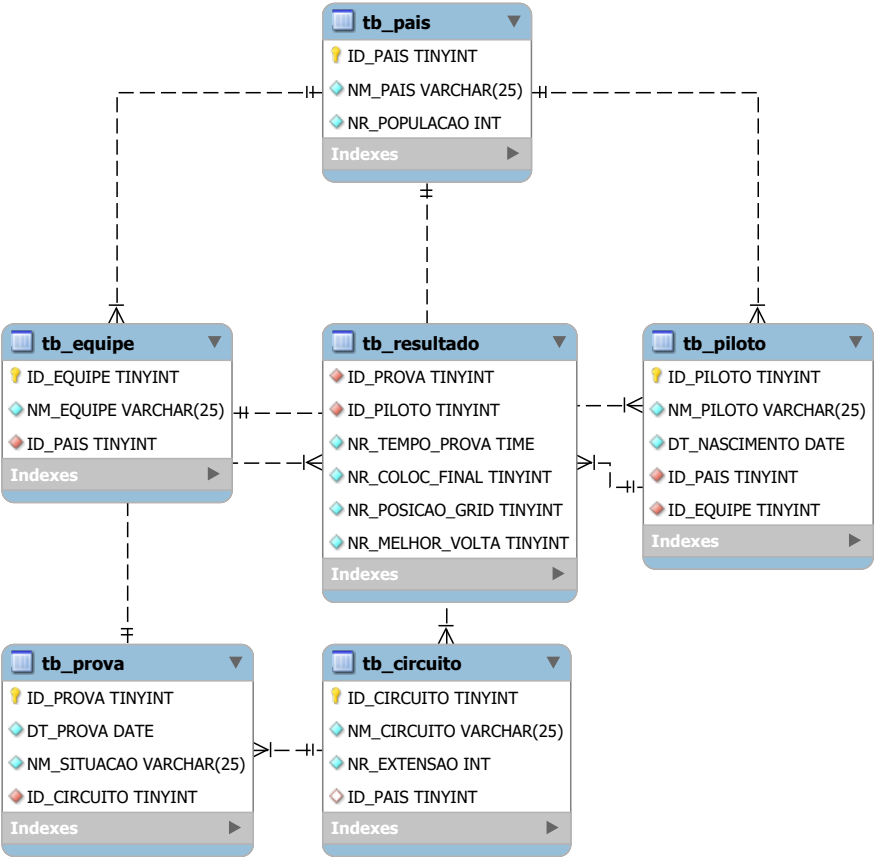 tb_pais
ID_PAIS TINYINT
NM_PAIS VARCHAR(25)
NR_POPULACAO INT
Indexes
tb_equipe
ID_EQUIPE TINYINT
NM_EQUIPE VARCHAR(25)
ID_PAIS TINYINT
Indexes
tb_resultado
ID_PROVA TINYINT
ID_PILOTO TINYINT
NR_TEMPO_PROVA TIME
NR_COLOC_FINAL TINYINT
NR_POSICAO_GRID TINYINT
NR_MELHOR_VOLTA TINYINT
Indexes
tb_piloto
ID_PILOTO TINYINT
NM_PILOTO VARCHAR(25)
DT_NASCIMENTO DATE
ID_PAIS TINYINT
ID_EQUIPE TINYINT
Indexes
tb_prova
ID_PROVA TINYINT
DT_PROVA DATE
NM_SITUACAO VARCHAR(25)
ID_CIRCUITO TINYINT
Indexes
tb_circuito
ID_CIRCUITO TINYINT
NM_CIRCUITO VARCHAR(25)
NR_EXTENSAO INT
ID_PAIS TINYINT
Indexes